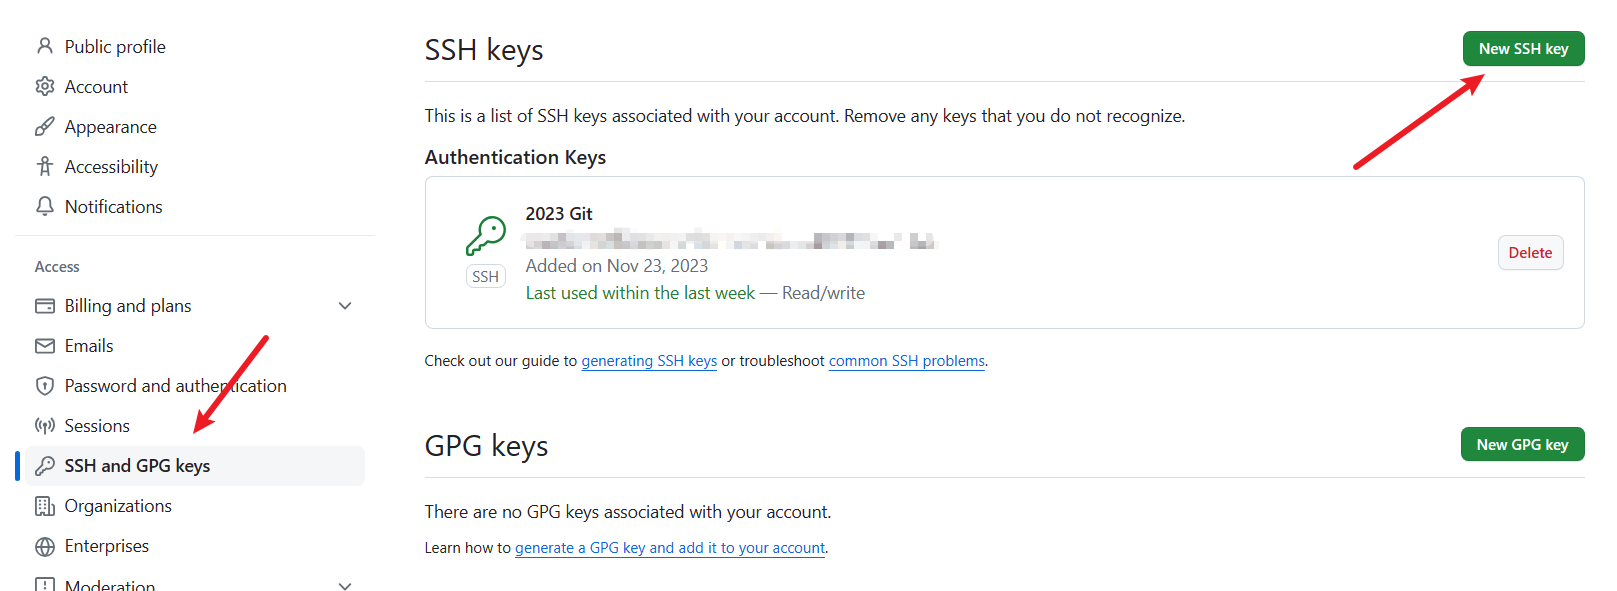 Public profile
Account
Appearance
Accessibility
Notifications
Access
Billing and plans
Emails
Password and authentication
Sessions
SSH and GPG keys
Organizations
Enterprises
Moderation
SSH keys
New SSH key
This is a list of SSH keys associated with your account. Remove any keys that you do not recognize.
Authentication Keys
2023 Git
SSH
Added on Nov 23, 2023
Last used within the last week — Read/write
Delete
Check out our guide to generating SSH keys or troubleshoot common SSH problems.
GPG keys
New GPG key
There are no GPG keys associated with your account.
Learn how to generate a GPG key and add it to your account.